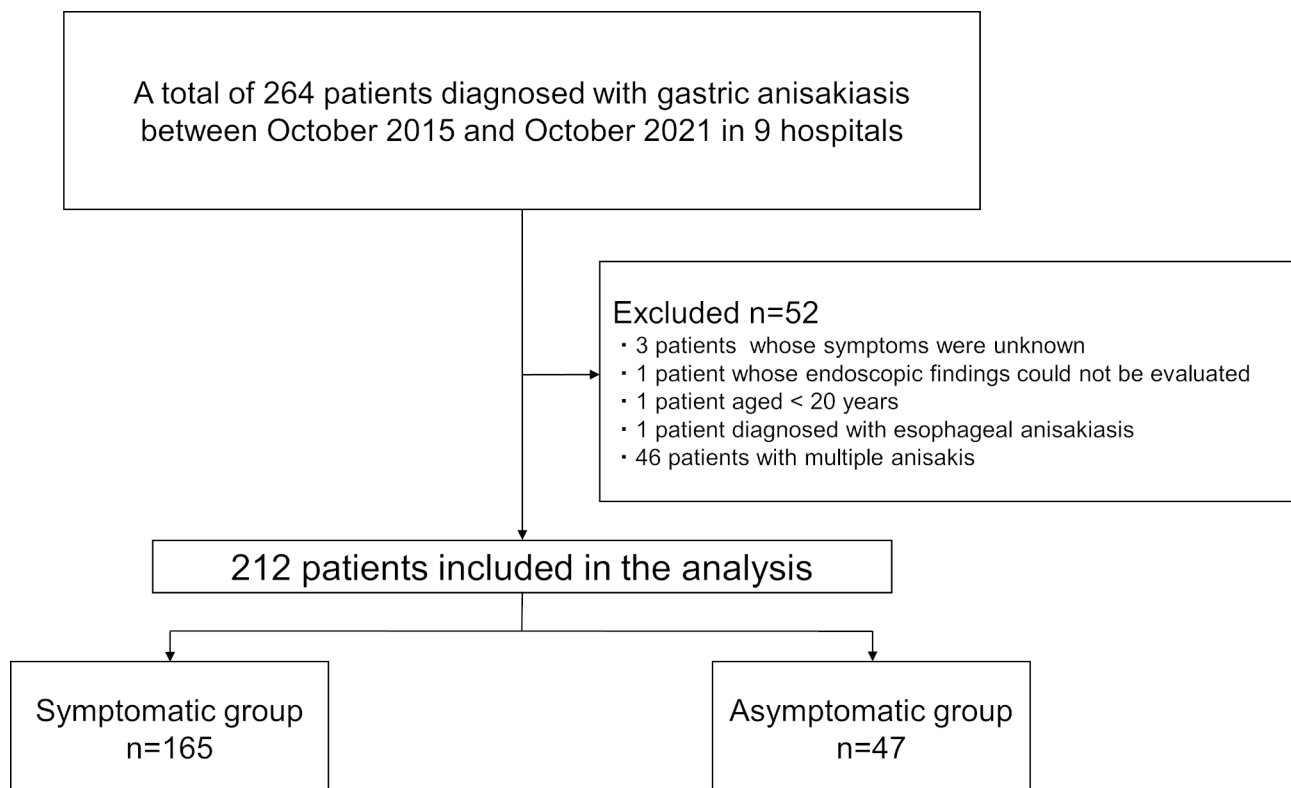 A total of 264 patients diagnosed with gastric anisakiasis
between October 2015 and October 2021 in 9 hospitals
Excluded n=52
・3 patients  whose symptoms were unknown
・1 patient whose endoscopic findings could not be evaluated
・1 patient aged < 20 years
・1 patient diagnosed with esophageal anisakiasis
・46 patients with multiple anisakis
212 patients included in the analysis
Symptomatic group
n=165
Asymptomatic group
n=47